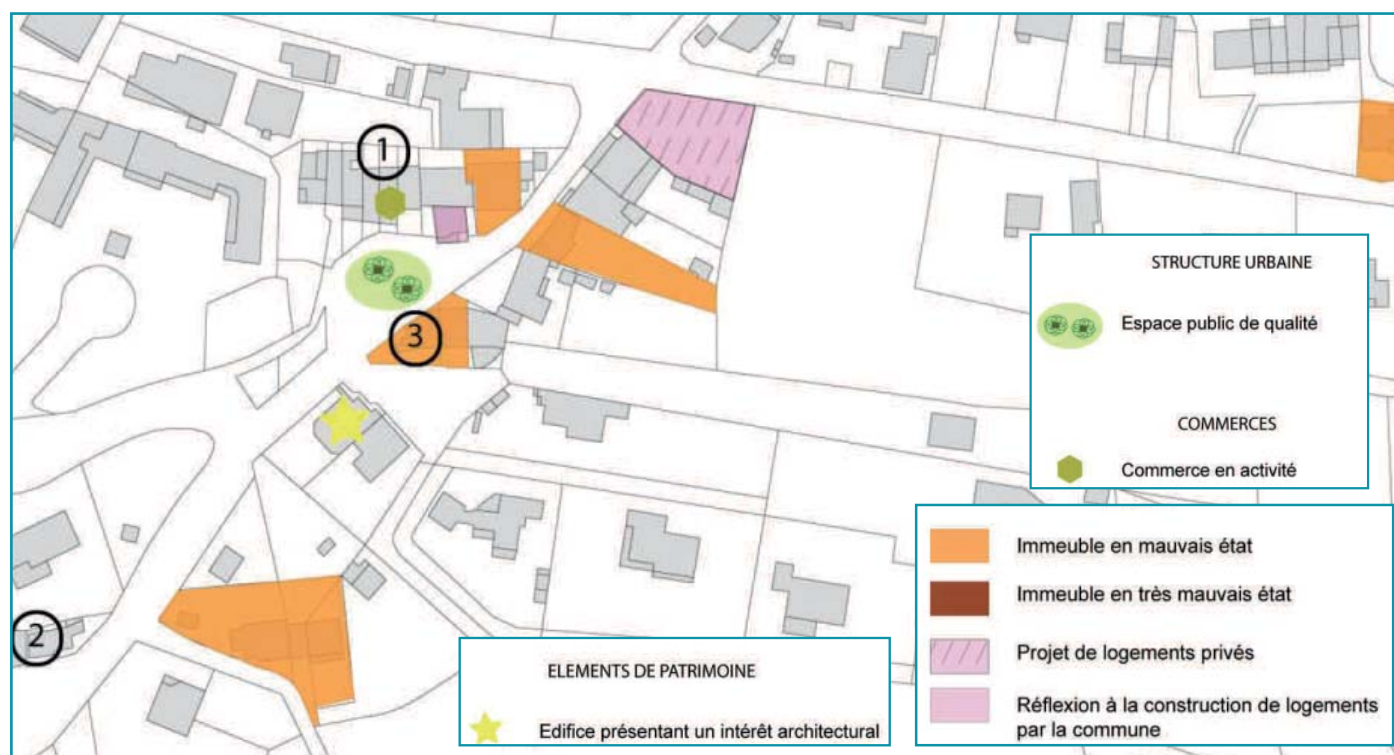 1
3
2
STRUCTURE URBAINE
Espace public de qualité
COMMERCES
Commerce en activité
ELEMENTS DE PATRIMOINE
Edifice présentant un intérêt architectural
Immeuble en mauvais état
Immeuble en très mauvais état
Projet de logements privés
Réflexion à la construction de logements
par la commune